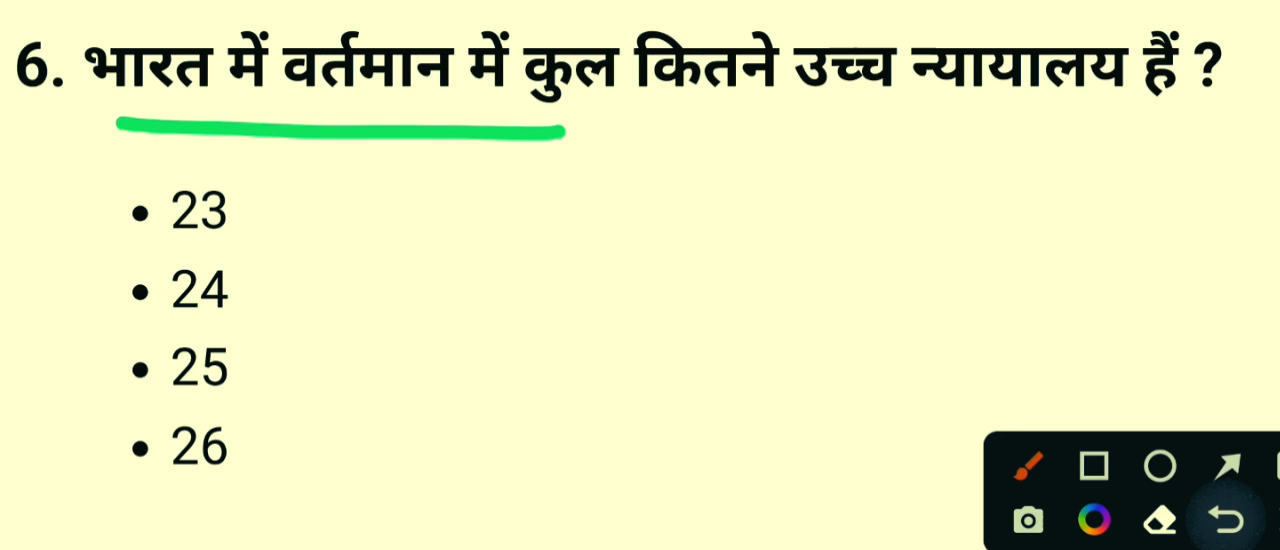 6. भारत में वर्तमान में कुल कितने उच्च न्यायालय हैं ?
• 23
• 24
• 25
• 26